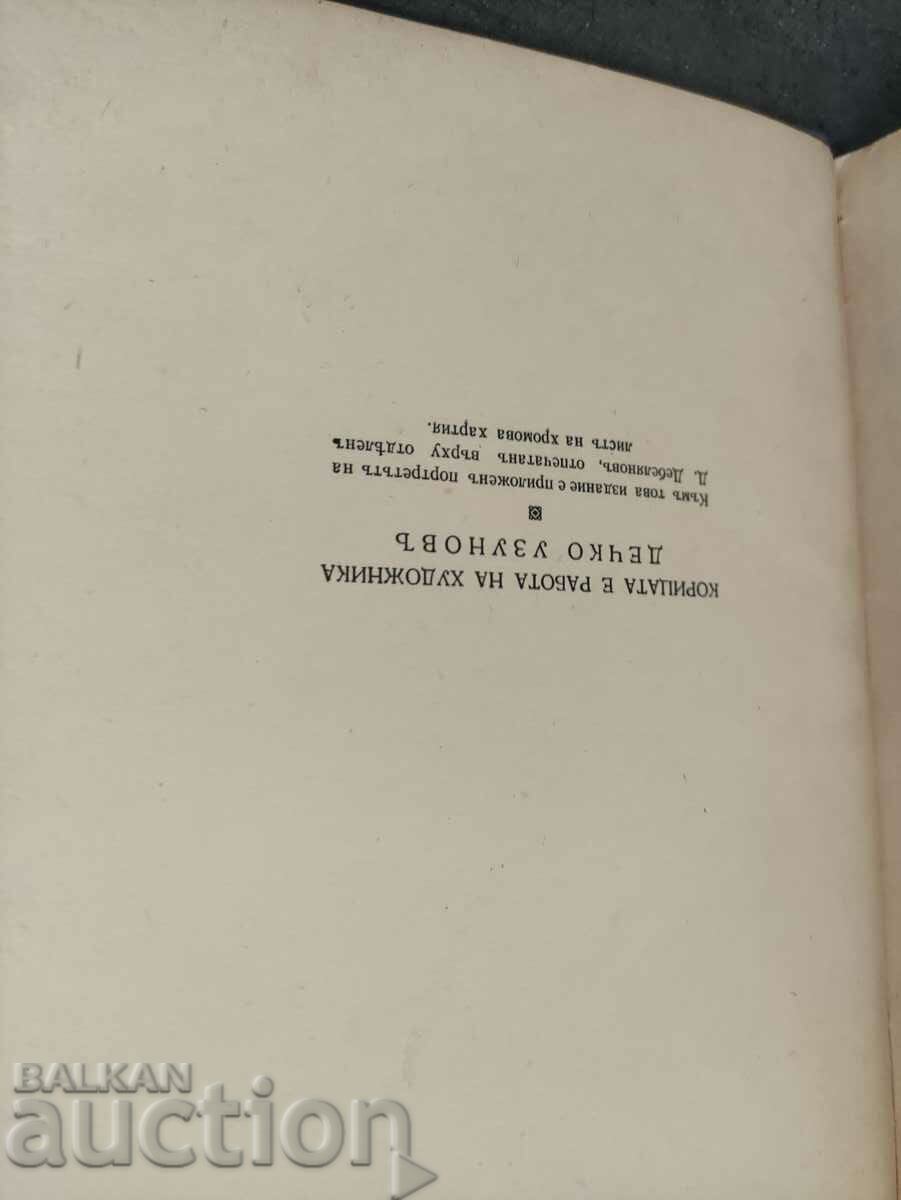 КОРИЦАТА Е РАБОТА НА ХУДОЖНИКА
ДЕЧКО УЗУНОВЪ
Къмъ това издание е приложенъ портретътъ на
Д. Дебеляновъ, отпечатанъ върху отдѣленъ
листъ на хромова хартия.
BALKAN
auction